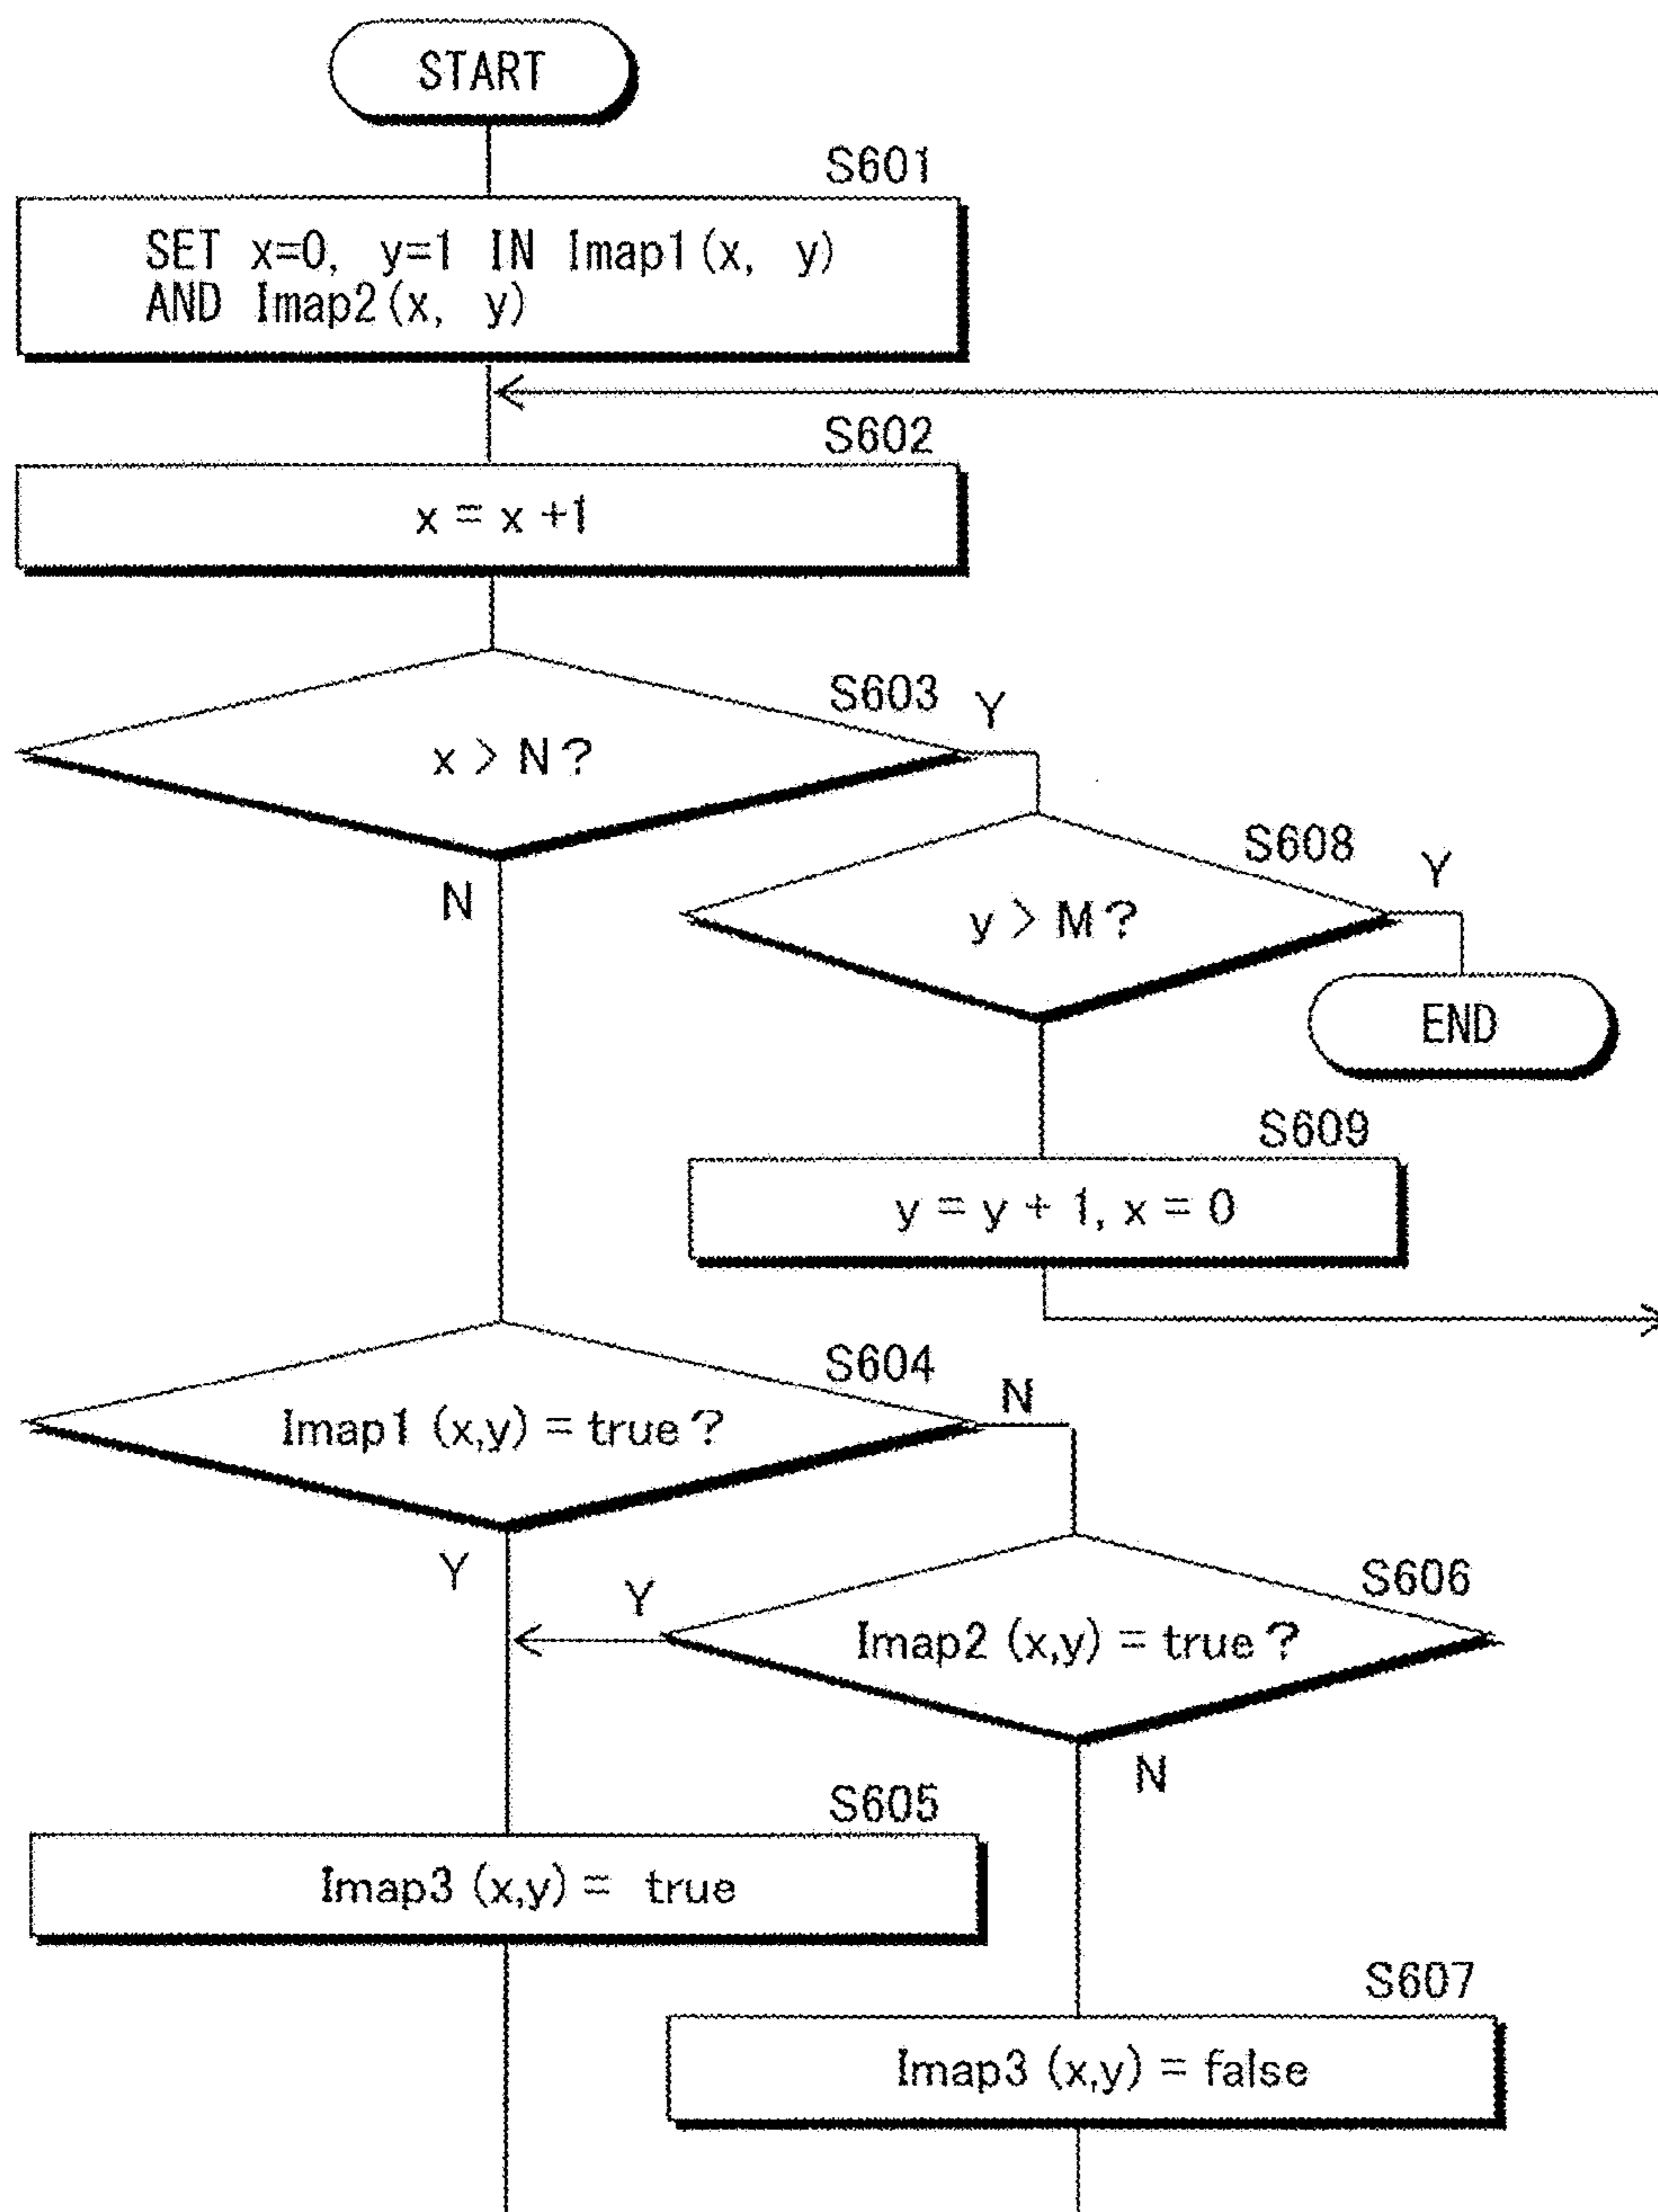 START
S601
SET x=0, y=1 IN Imap1(x, y)
AND Imap2(x, y)
S602
x = x +1
S603
Y
x > N ?
N
S608
Y
y > M ?
END
S609
y = y + 1, x = 0
S604
N
Imap1 (x,y) = true ?
Y
S606
Y
Imap2 (x,y) = true ?
N
S605
Imap3 (x,y) = true
S607
Imap3 (x,y) = false